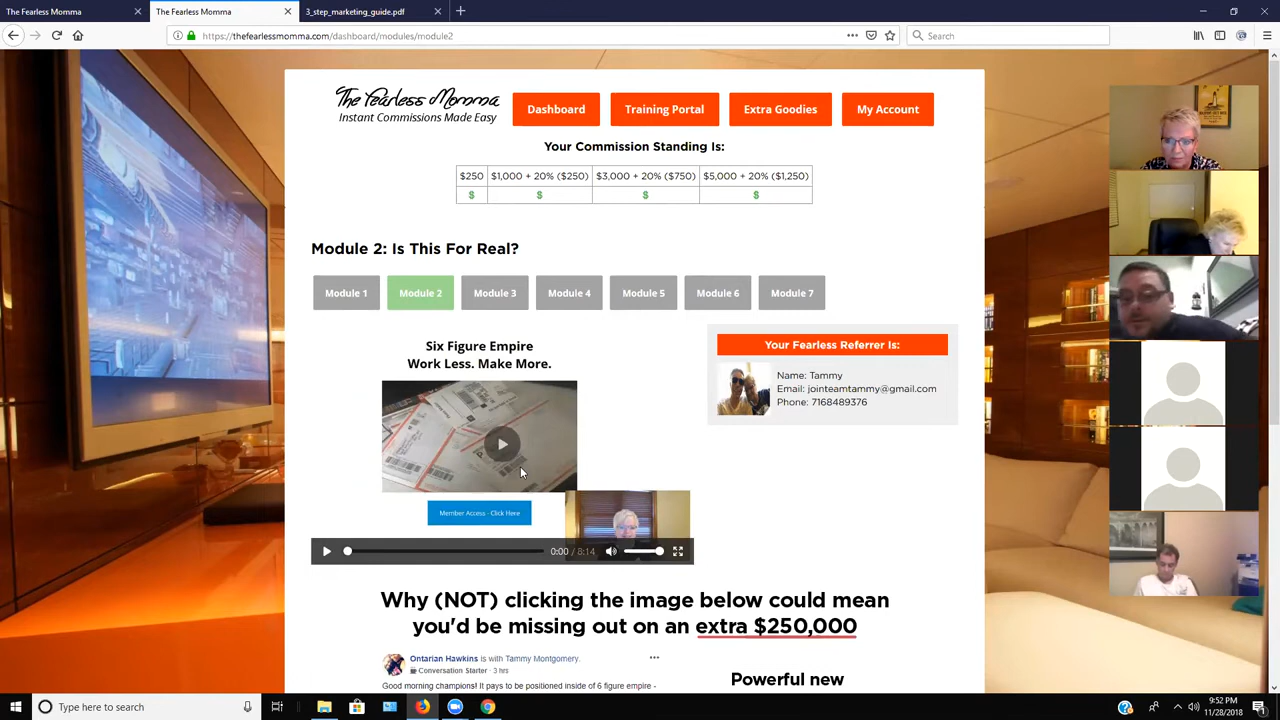 The Fearless Momma
The Fearless Momma
3_step_marketing_guide.pdf
https://thefearlessmomma.com/dashboard/modules/module2
Search
The Fearless Momma
Instant Commissions Made Easy
Dashboard
Training Portal
Extra Goodies
My Account
Your Commission Standing Is:
$250 $1,000 + 20% ($250) $3,000 + 20% ($750) $5,000 + 20% ($1,250)
$ $ $ $
Module 2: Is This For Real?
Module 1
Module 2
Module 3
Module 4
Module 5
Module 6
Module 7
Six Figure Empire
Work Less. Make More.
Member Access - Click Here
0:00 / 8:14
Your Fearless Referrer Is:
Name: Tammy
Email: jointeamtammy@gmail.com
Phone: 7168489376
Why (NOT) clicking the image below could mean
you'd be missing out on an extra $250,000
Ontarian Hawkins is with Tammy Montgomery.
Conversation Starter · 3 hrs
Good morning champions! It pays to be positioned inside of 6 figure empire -
Powerful new
Type here to search
9:52 PM
11/28/2018